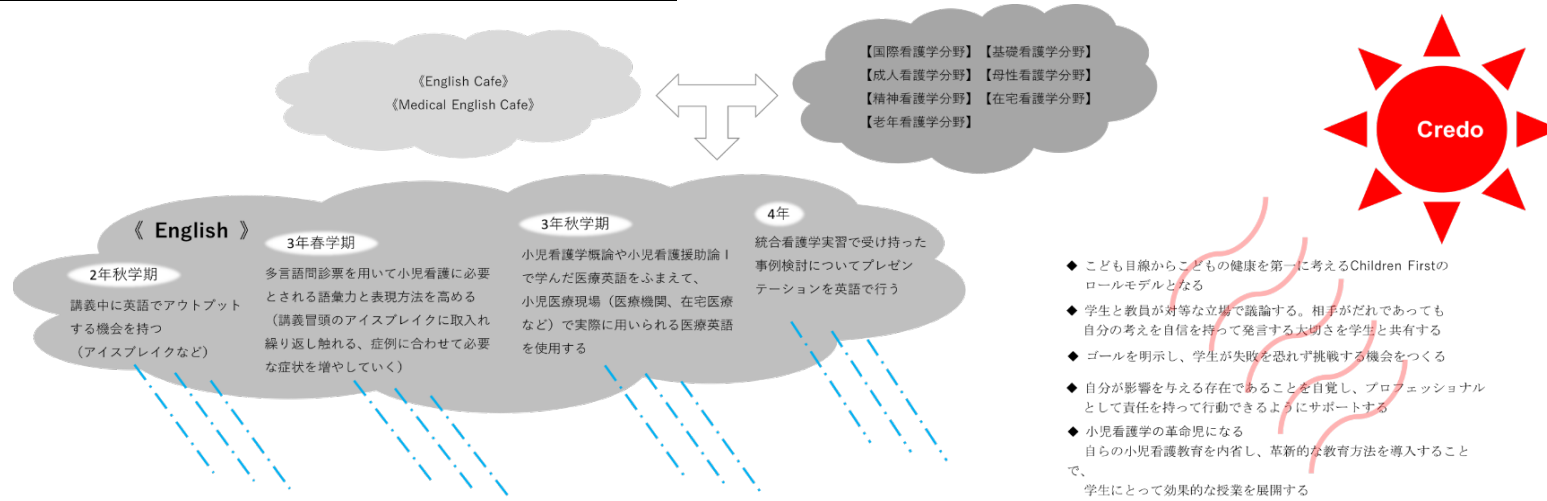 《English Cafe》
《Medical English Cafe》
【国際看護学分野】【基礎看護学分野】
【成人看護学分野】【母性看護学分野】
【精神看護学分野】【在宅看護学分野】
【老年看護学分野】
Credo
《 English 》
2年秋学期
講義中に英語でアウトプット
する機会を持つ
（アイスブレイクなど）
3年春学期
多言語問診票を用いて小児看護に必要
とされる語彙力と表現方法を高める
（講義冒頭のアイスブレイクに取入れ
繰り返し触れる、症例に合わせて必要
な症状を増やしていく）
3年秋学期
小児看護学概論や小児看護援助論Ⅰ
で学んだ医療英語をふまえて、
小児医療現場（医療機関、在宅医療
など）で実際に用いられる医療英語
を使用する
4年
統合看護学実習で受け持った
事例検討についてプレゼン
テーションを英語で行う
◆ こども目線からこどもの健康を第一に考えるChildren Firstの
ロールモデルとなる
◆ 学生と教員が対等な立場で議論する。相手がだれであっても
自分の考えを自信を持って発言する大切さを学生と共有する
◆ ゴールを明示し、学生が失敗を恐れず挑戦する機会をつくる
◆ 自分が影響を与える存在であることを自覚し、プロフェッショナル
として責任を持って行動できるようにサポートする
◆ 小児看護学の革命児になる
自らの小児看護教育を内省し、革新的な教育方法を導入すること
で、
学生にとって効果的な授業を展開する